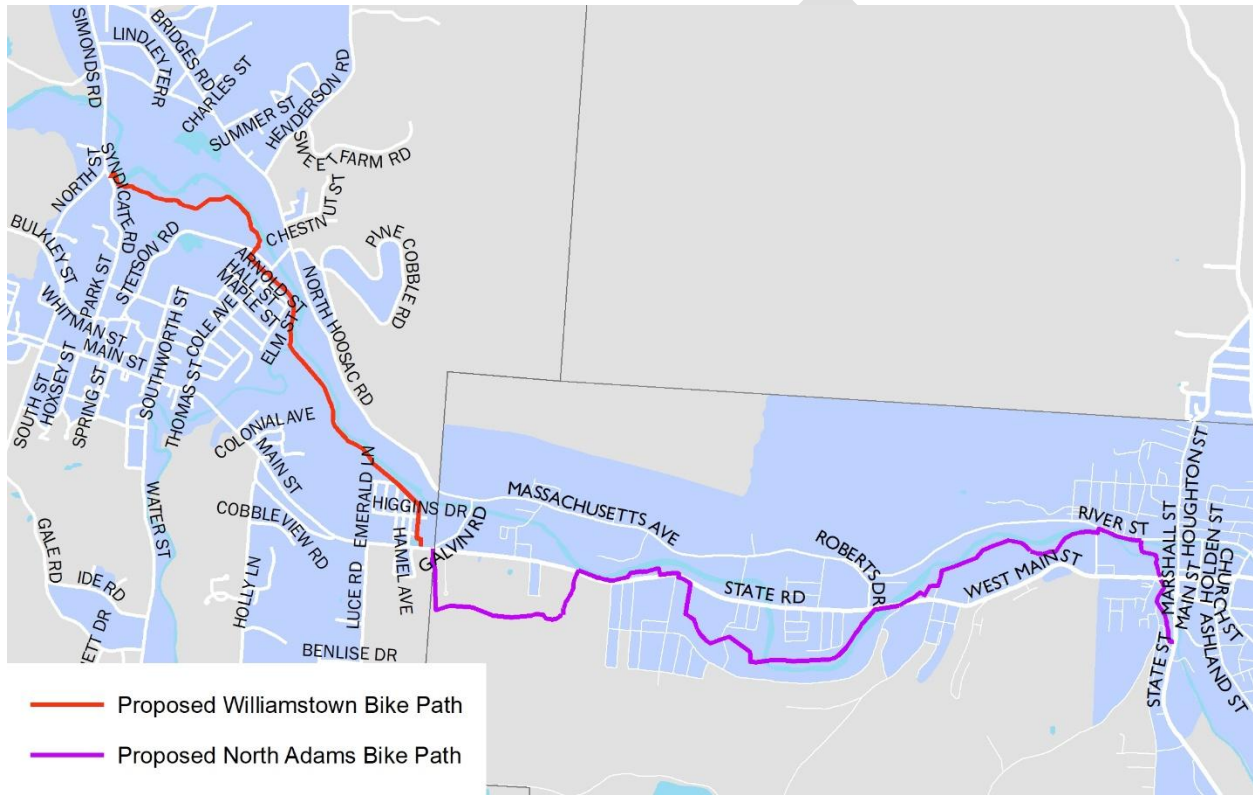 SIMONDS RD
BRIDGES RD
LINDLEY TERR
CHARLES ST
SUMMER ST
HENDERSON RD
SWEET FARM RD
SYNDICATE RD
NORTH ST
CHESTNUT ST
BULKLEY ST
STETSON RD
PINE COBBLE RD
ARNOLD ST
HALL ST
MAPLE ST
ELM ST
NORTH HOOSAC RD
PARK ST
WHITMAN ST
MAIN ST
COLE AVE
SOUTHWORTH ST
THOMAS ST
SOUTH ST
HOXSEY ST
SPRING ST
COLONIAL AVE
MAIN ST
WATER ST
EMERALD LN
HIGGINS DR
COBBLEVIEW RD
HAMEL AVE
GALVIN RD
MASSACHUSETTS AVE
ROBERTS DR
STATE RD
WEST MAIN ST
RIVER ST
MARSHALL ST
MAIN ST
HOUGHTON ST
HOLDEN ST
CHURCH ST
ASHLAND ST
STATE ST
GALE RD
IDE RD
HOLLY LN
LUCE RD
BENLISE DR
ETT DR
Proposed Williamstown Bike Path
Proposed North Adams Bike Path